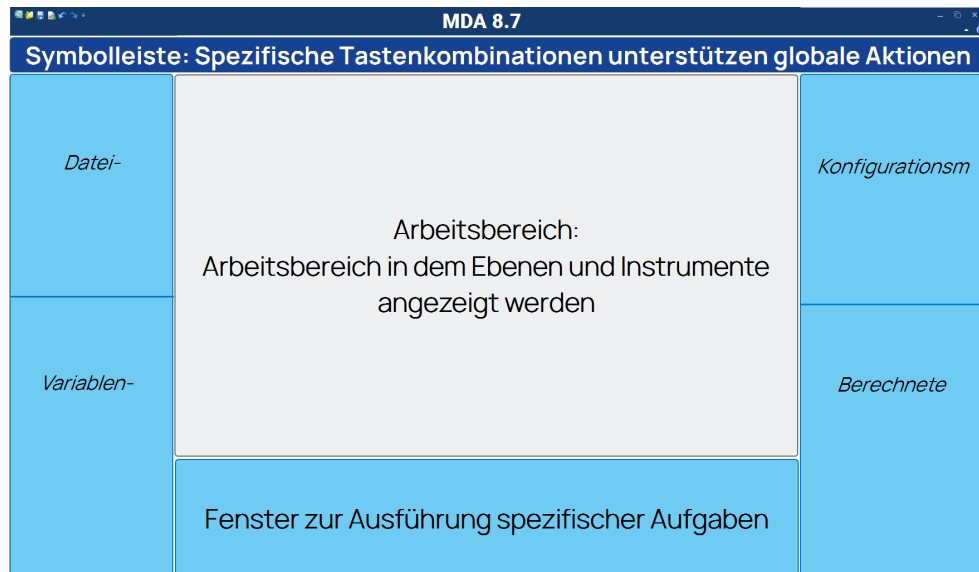 MDA 8.7
Symbolleiste: Spezifische Tastenkombinationen unterstützen globale Aktionen
Datei-
Konfigurationsm
Arbeitsbereich:
Arbeitsbereich in dem Ebenen und Instrumente
angezeigt werden
Variablen-
Berechnete
Fenster zur Ausführung spezifischer Aufgaben